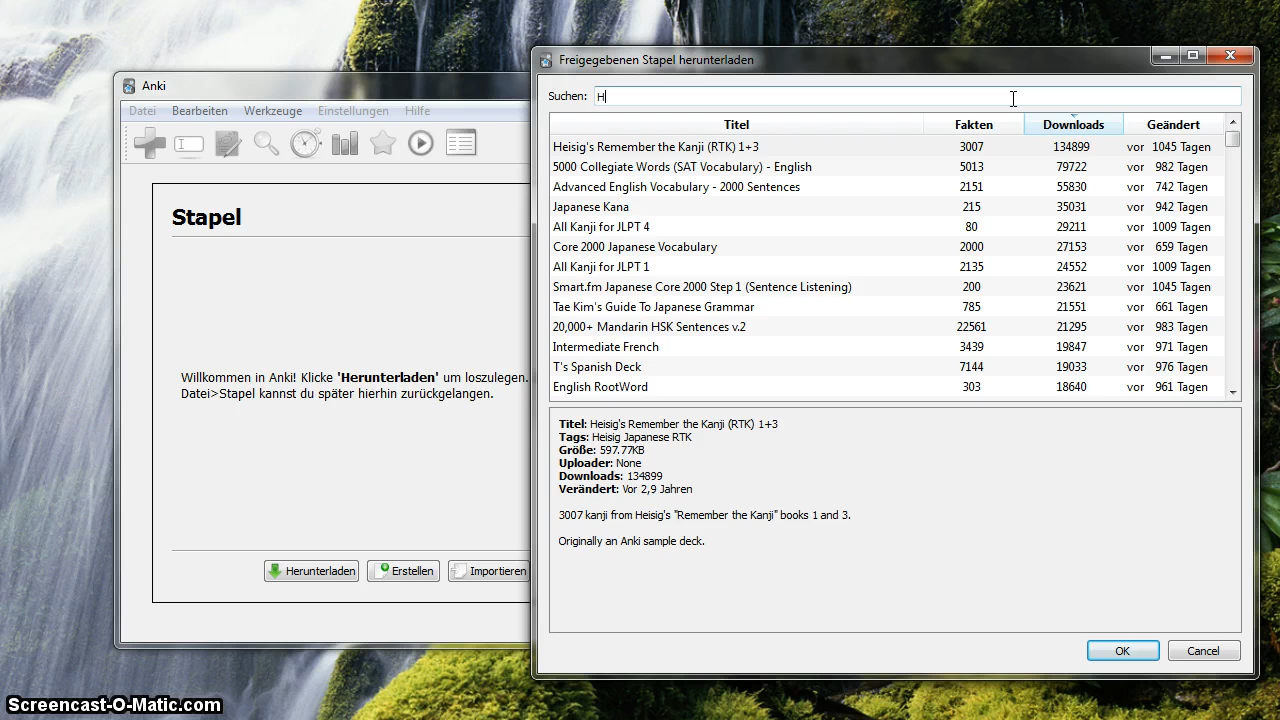 Anki
Datei Bearbeiten Werkzeuge Einstellungen Hilfe
Stapel
Willkommen in Anki! Klicke 'Herunterladen' um loszulegen.
Datei>Stapel kannst du später hierhin zurückgelangen.
Herunterladen Erstellen Importieren
Freigegebenen Stapel herunterladen
Suchen: H
Titel Fakten Downloads Geändert
Heisig's Remember the Kanji (RTK) 1+3 3007 134899 vor 1045 Tagen
5000 Collegiate Words (SAT Vocabulary) - English 5013 79722 vor 982 Tagen
Advanced English Vocabulary - 2000 Sentences 2151 55830 vor 742 Tagen
Japanese Kana 215 35031 vor 942 Tagen
All Kanji for JLPT 4 80 29211 vor 1009 Tagen
Core 2000 Japanese Vocabulary 2000 27153 vor 659 Tagen
All Kanji for JLPT 1 2135 24552 vor 1009 Tagen
Smart.fm Japanese Core 2000 Step 1 (Sentence Listening) 200 23621 vor 1045 Tagen
Tae Kim's Guide To Japanese Grammar 785 21551 vor 661 Tagen
20,000+ Mandarin HSK Sentences v.2 22561 21295 vor 983 Tagen
Intermediate French 3439 19847 vor 971 Tagen
T's Spanish Deck 7144 19033 vor 976 Tagen
English RootWord 303 18640 vor 961 Tagen
Titel: Heisig's Remember the Kanji (RTK) 1+3
Tags: Heisig Japanese RTK
Größe: 597.77KB
Uploader: None
Downloads: 134899
Verändert: Vor 2,9 Jahren
3007 kanji from Heisig's "Remember the Kanji" books 1 and 3.
Originally an Anki sample deck.
OK Cancel
Screencast-O-Matic.com